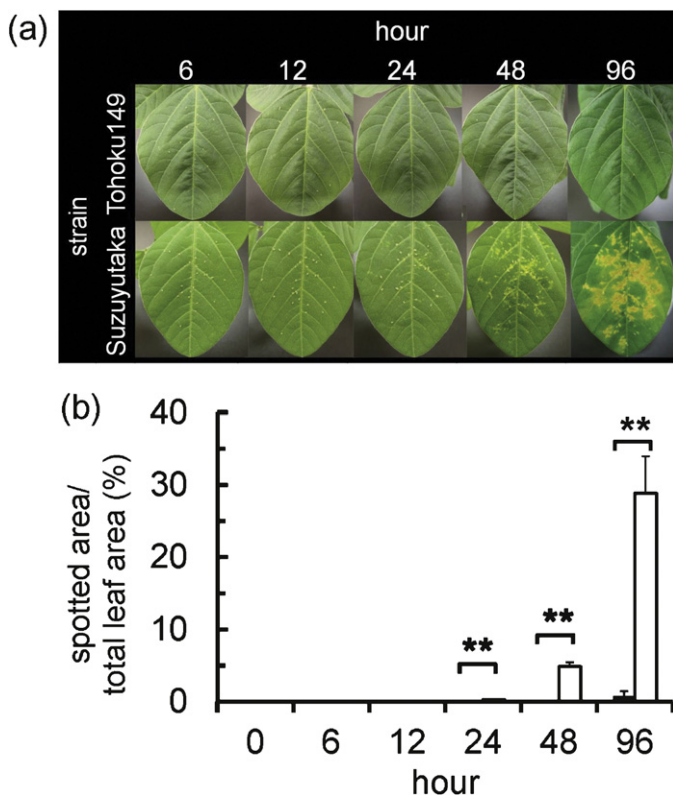 (a)
hour
6 12 24 48 96
strain
Tohoku149
Suzuyutaka
(b)
spotted area/
total leaf area (%)
40
30
20
10
0
**
**
**
0 6 12 24 48 96
hour